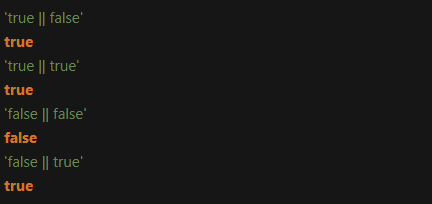 'true || false'
true
'true || true'
true
'false || false'
false
'false || true'
true